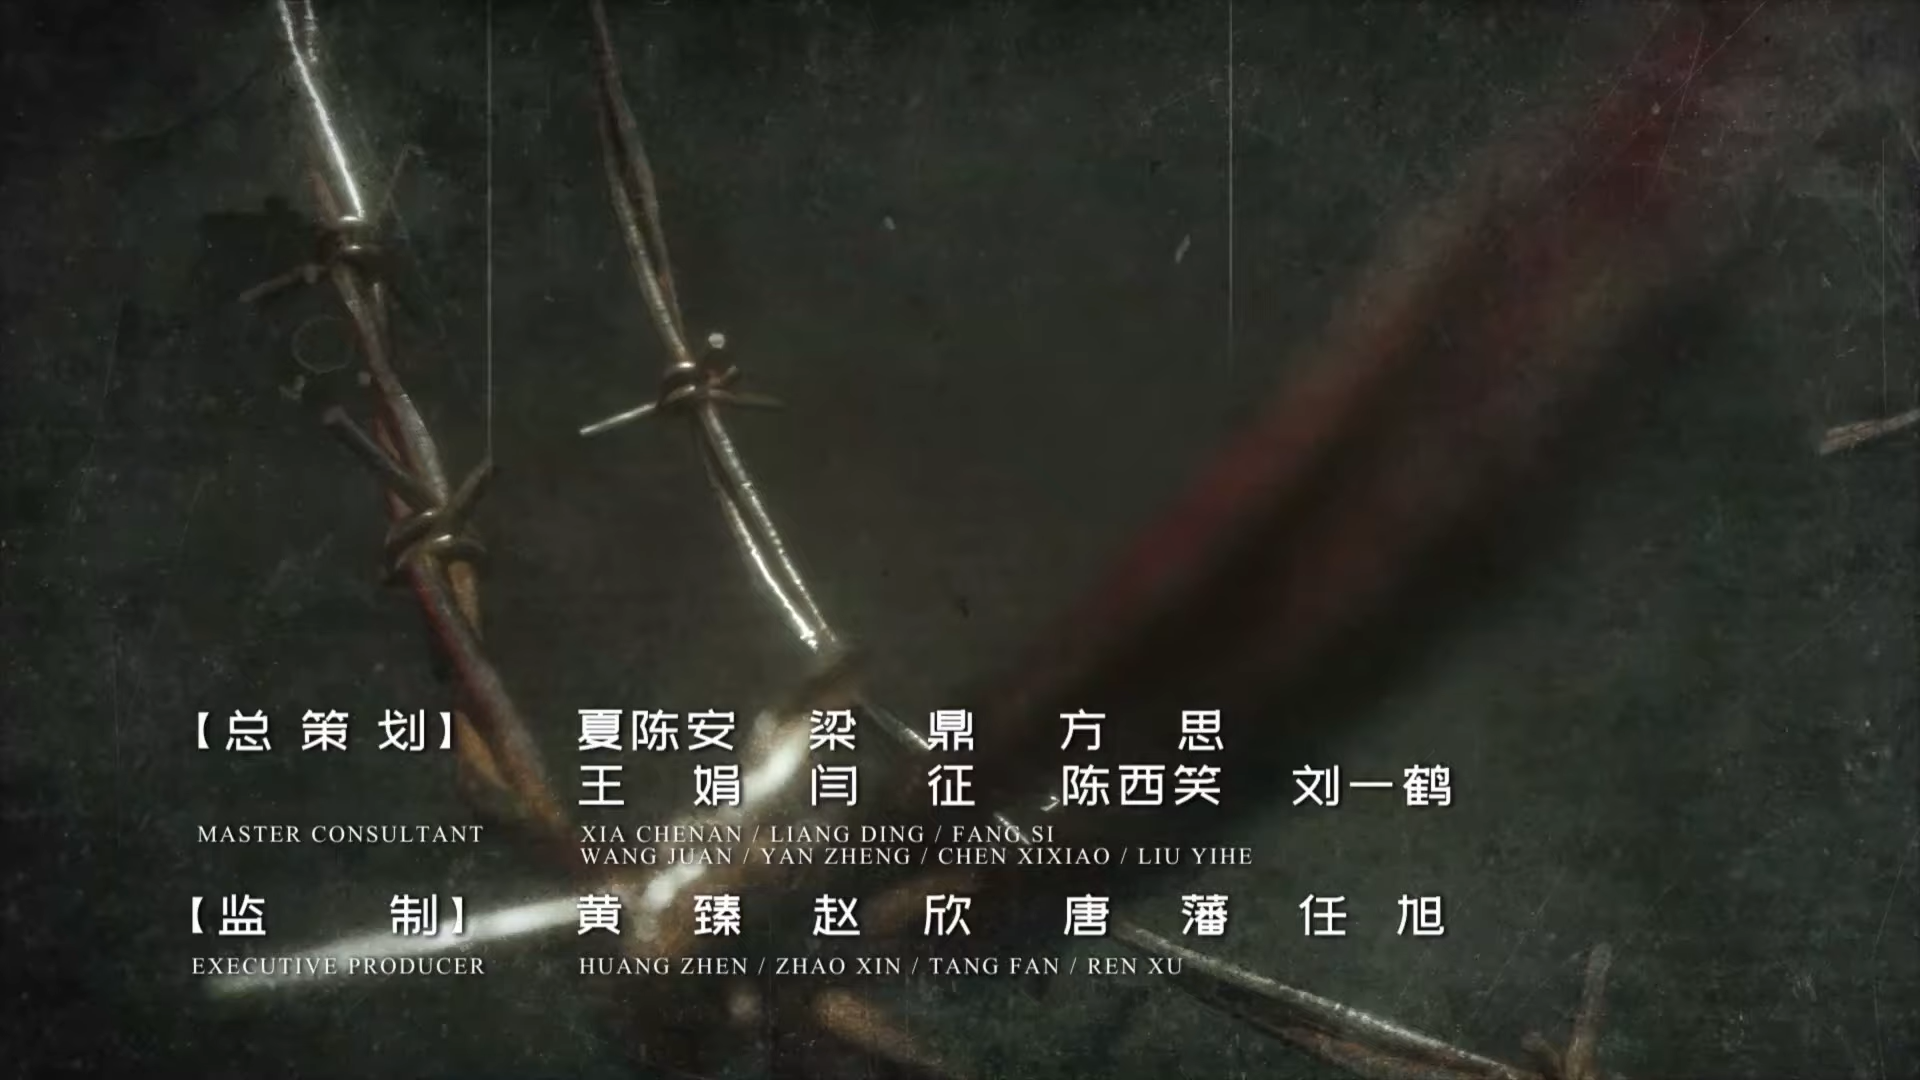 【总策划】 夏陈安 梁鼎 方思
王娟 闫征 陈西笑 刘一鹤
MASTER CONSULTANT XIA CHENAN / LIANG DING / FANG SI
WANG JUAN / YAN ZHENG / CHEN XIXIAO / LIU YIHE
【监制】 黄臻 赵欣 唐藩 任旭
EXECUTIVE PRODUCER HUANG ZHEN / ZHAO XIN / TANG FAN / REN XU